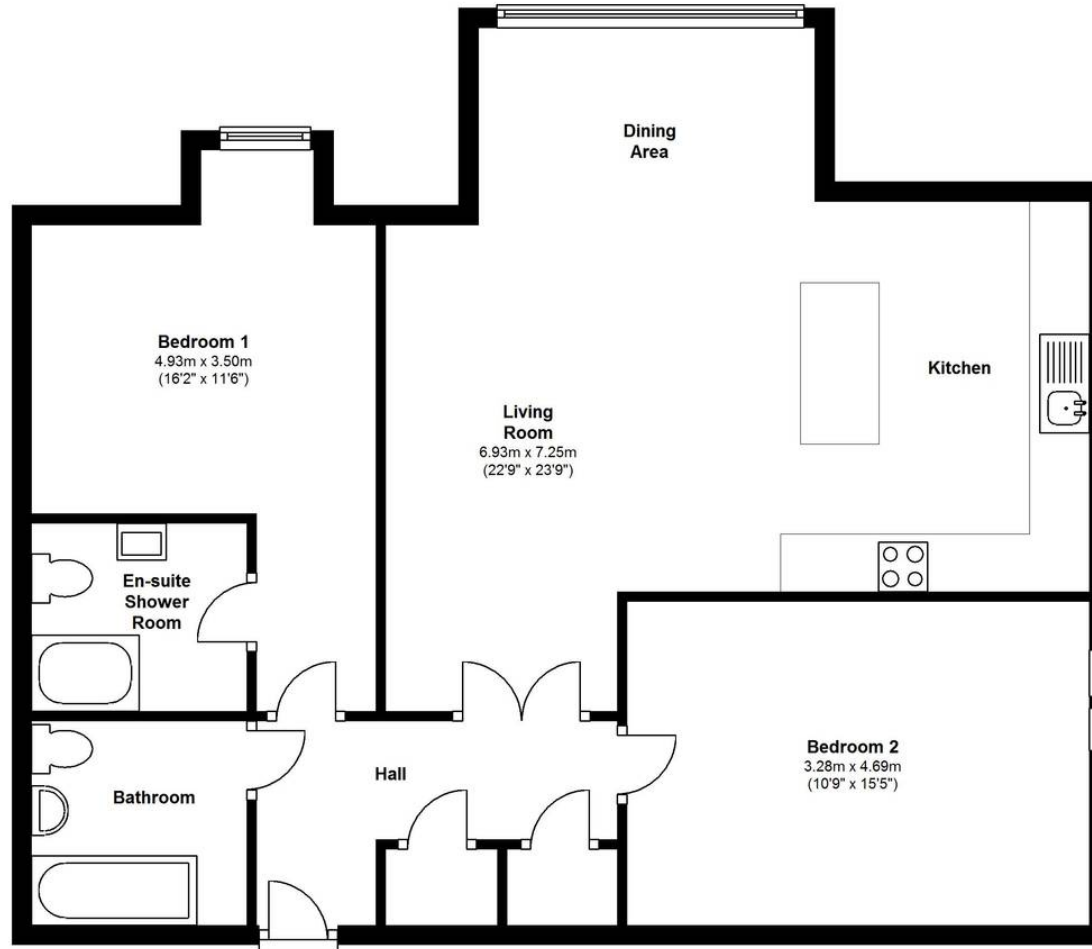 Dining
Area
Bedroom 1
4.93m x 3.50m
(16'2" x 11'6")
Kitchen
Living
Room
6.93m x 7.25m
(22'9" x 23'9")
En-suite
Shower
Room
Bedroom 2
3.28m x 4.69m
(10'9" x 15'5")
Hall
Bathroom